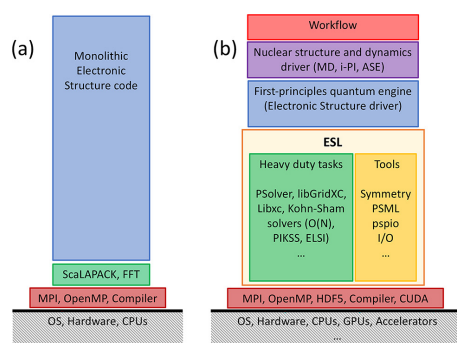 (a)
Monolithic
Electronic
Structure code
ScaLAPACK, FFT
MPI, OpenMP, Compiler
OS, Hardware, CPUs
(b)
Workflow
Nuclear structure and dynamics
driver (MD, i-PI, ASE)
First-principles quantum engine
(Electronic Structure driver)
ESL
Heavy duty tasks
PSolver, libGridXC,
Libxc, Kohn-Sham
solvers (O(N),
PIKSS, ELSI)
...
Tools
Symmetry
PSML
pspio
I/O
...
MPI, OpenMP, HDF5, Compiler, CUDA
OS, Hardware, CPUs, GPUs, Accelerators
...